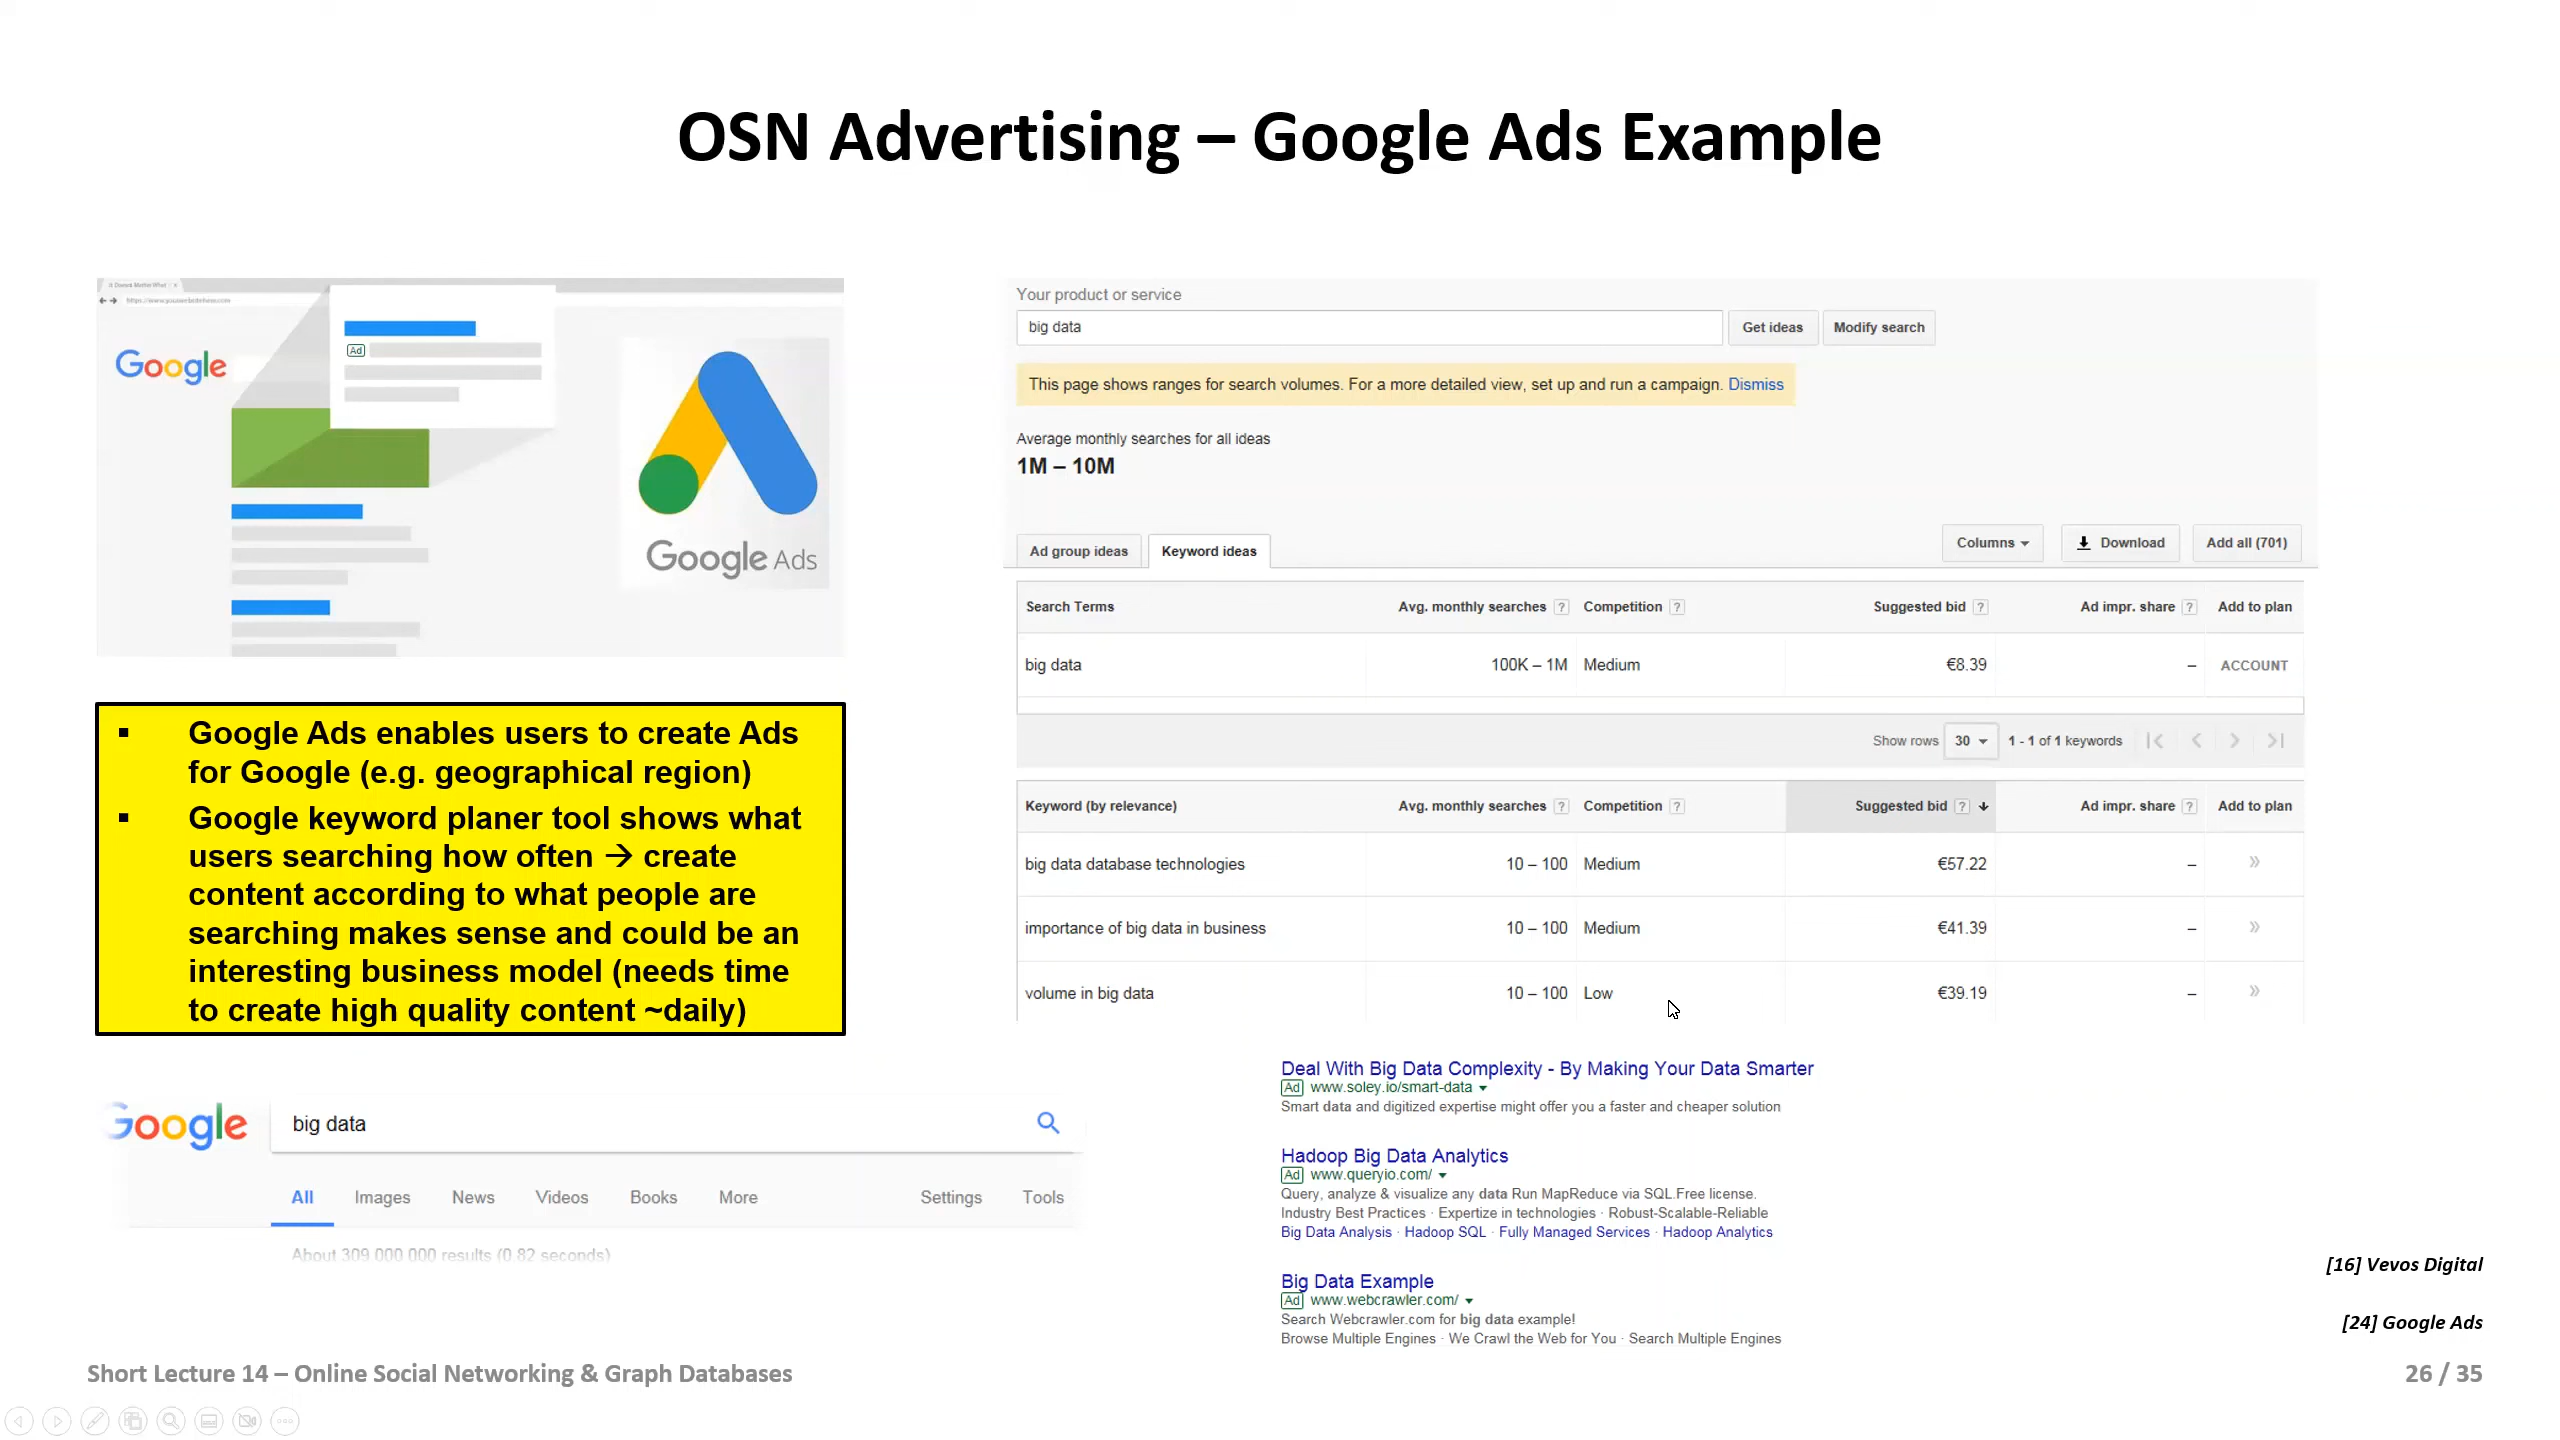 OSN Advertising – Google Ads Example
https://www.yourwebsitehere.com
Google
Ad
Google Ads
▪ Google Ads enables users to create Ads
for Google (e.g. geographical region)
▪ Google keyword planer tool shows what
users searching how often → create
content according to what people are
searching makes sense and could be an
interesting business model (needs time
to create high quality content ~daily)
Google
big data
All Images News Videos Books More Settings Tools
About 309 000 000 results (0.82 seconds)
Your product or service
big data Get ideas Modify search
This page shows ranges for search volumes. For a more detailed view, set up and run a campaign. Dismiss
Average monthly searches for all ideas
1M – 10M
Ad group ideas Keyword ideas Columns Download Add all (701)
Search Terms Avg. monthly searches ? Competition ? Suggested bid ? Ad impr. share ? Add to plan
big data 100K – 1M Medium €8.39 – ACCOUNT
Show rows 30 1 - 1 of 1 keywords
Keyword (by relevance) Avg. monthly searches ? Competition ? Suggested bid ? ↓ Ad impr. share ? Add to plan
big data database technologies 10 – 100 Medium €57.22 – »
importance of big data in business 10 – 100 Medium €41.39 – »
volume in big data 10 – 100 Low €39.19 – »
Deal With Big Data Complexity - By Making Your Data Smarter
Ad www.soley.io/smart-data
Smart data and digitized expertise might offer you a faster and cheaper solution
Hadoop Big Data Analytics
Ad www.queryio.com/
Query, analyze & visualize any data Run MapReduce via SQL.Free license.
Industry Best Practices · Expertize in technologies · Robust-Scalable-Reliable
Big Data Analysis · Hadoop SQL · Fully Managed Services · Hadoop Analytics
Big Data Example
Ad www.webcrawler.com/
Search Webcrawler.com for big data example!
Browse Multiple Engines · We Crawl the Web for You · Search Multiple Engines
[16] Vevos Digital
[24] Google Ads
Short Lecture 14 – Online Social Networking & Graph Databases
26 / 35